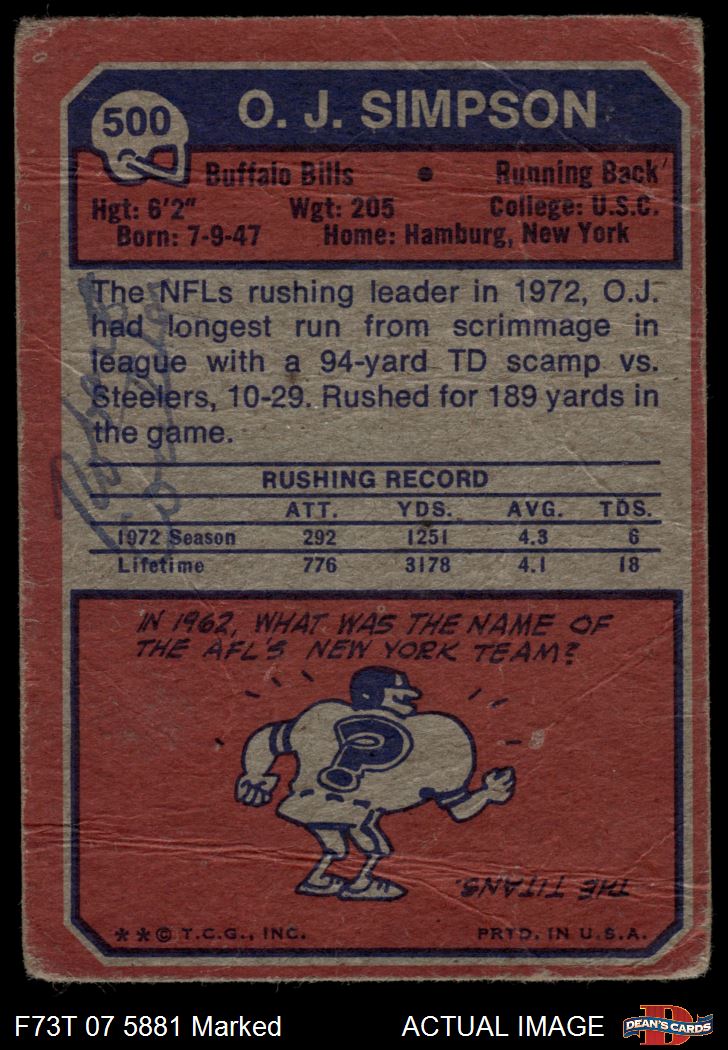 500
O. J. SIMPSON
Buffalo Bills • Running Back
Hgt: 6'2" Wgt: 205 College: U.S.C.
Born: 7-9-47 Home: Hamburg, New York
The NFLs rushing leader in 1972, O.J.
had longest run from scrimmage in
league with a 94-yard TD scamp vs.
Steelers, 10-29. Rushed for 189 yards in
the game.
RUSHING RECORD
ATT. YDS. AVG. TDS.
1972 Season 292 1251 4.3 6
Lifetime 776 3178 4.1 18
IN 1962, WHAT WAS THE NAME OF
THE AFL'S NEW YORK TEAM?
?
THE TITANS.
**© T.C.G., INC. PRTD. IN U.S.A.
F73T 07 5881 Marked ACTUAL IMAGE
DEAN'S CARDS